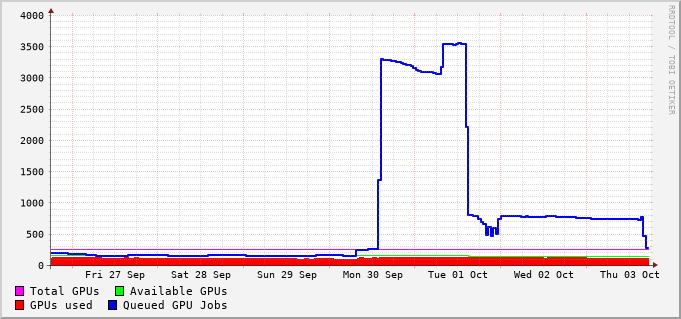 4000
3500
3000
2500
2000
1500
1000
500
0
Fri 27 Sep Sat 28 Sep Sun 29 Sep Mon 30 Sep Tue 01 Oct Wed 02 Oct Thu 03 Oct
Total GPUs Available GPUs
GPUs used Queued GPU Jobs
RRDTOOL / TOBI OETIKER